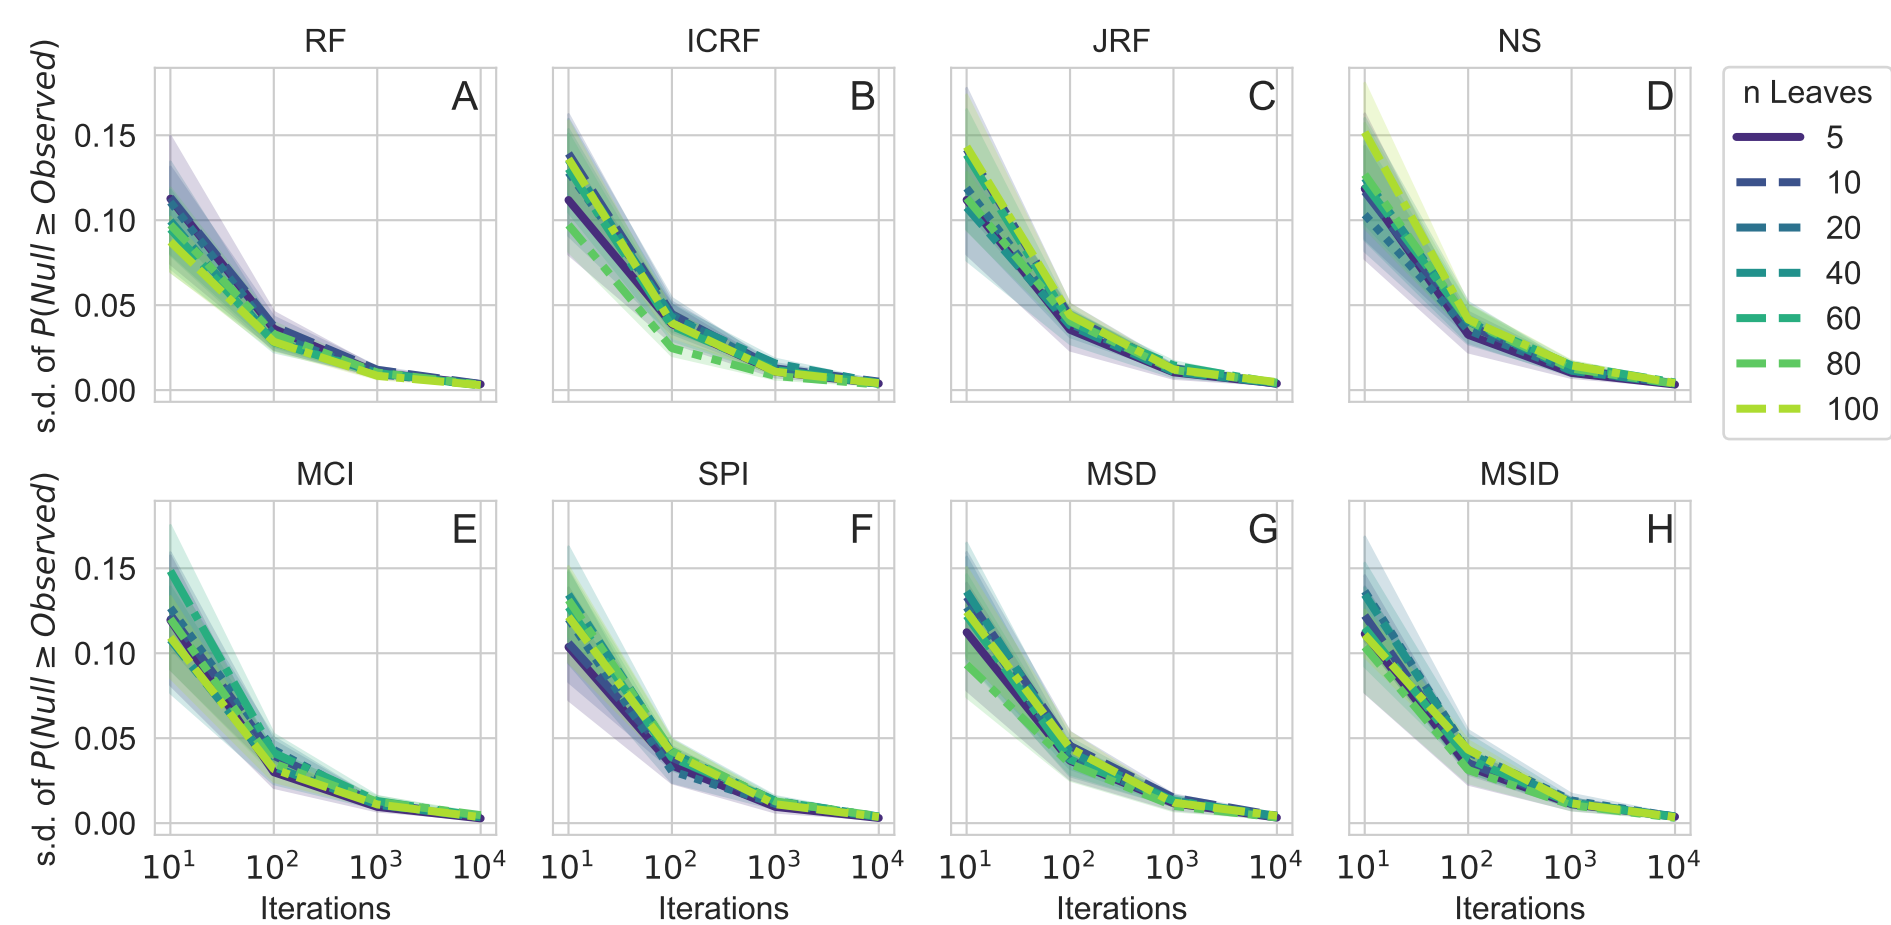 RF ICRF JRF NS
A B C D
s.d. of P(Null ≥ Observed)
0.15
0.10
0.05
0.00
n Leaves
5
10
20
40
60
80
100
MCI SPI MSD MSID
E F G H
s.d. of P(Null ≥ Observed)
0.15
0.10
0.05
0.00
10¹ 10² 10³ 10⁴ 10¹ 10² 10³ 10⁴ 10¹ 10² 10³ 10⁴ 10¹ 10² 10³ 10⁴
Iterations Iterations Iterations Iterations